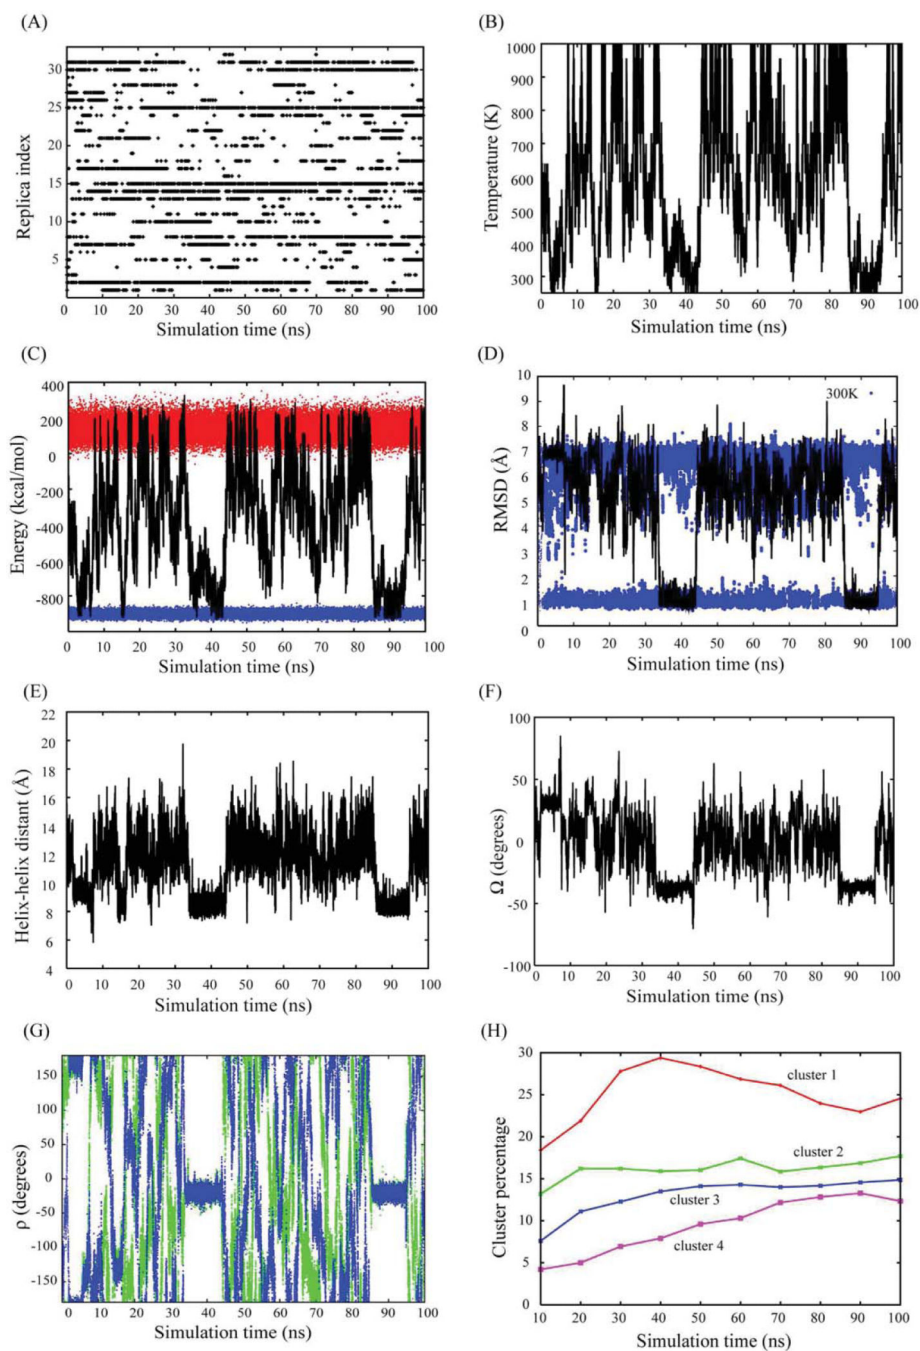 (A)
Replica index
30
25
20
15
10
5
0 10 20 30 40 50 60 70 80 90 100
Simulation time (ns)
(B)
Temperature (K)
1000
900
800
700
600
500
400
300
0 10 20 30 40 50 60 70 80 90 100
Simulation time (ns)
(C)
Energy (kcal/mol)
400
200
0
-200
-400
-600
-800
0 10 20 30 40 50 60 70 80 90 100
Simulation time (ns)
(D)
RMSD (Å)
10
9
8
7
6
5
4
3
2
1
0
300K
0 10 20 30 40 50 60 70 80 90 100
Simulation time (ns)
(E)
Helix-helix distant (Å)
22
20
18
16
14
12
10
8
6
4
0 10 20 30 40 50 60 70 80 90 100
Simulation time (ns)
(F)
Ω (degrees)
100
50
0
-50
-100
0 10 20 30 40 50 60 70 80 90 100
Simulation time (ns)
(G)
ρ (degrees)
150
100
50
0
-50
-100
-150
0 10 20 30 40 50 60 70 80 90 100
Simulation time (ns)
(H)
Cluster percentage
30
25
20
15
10
5
0
cluster 1
cluster 2
cluster 3
cluster 4
10 20 30 40 50 60 70 80 90 100
Simulation time (ns)